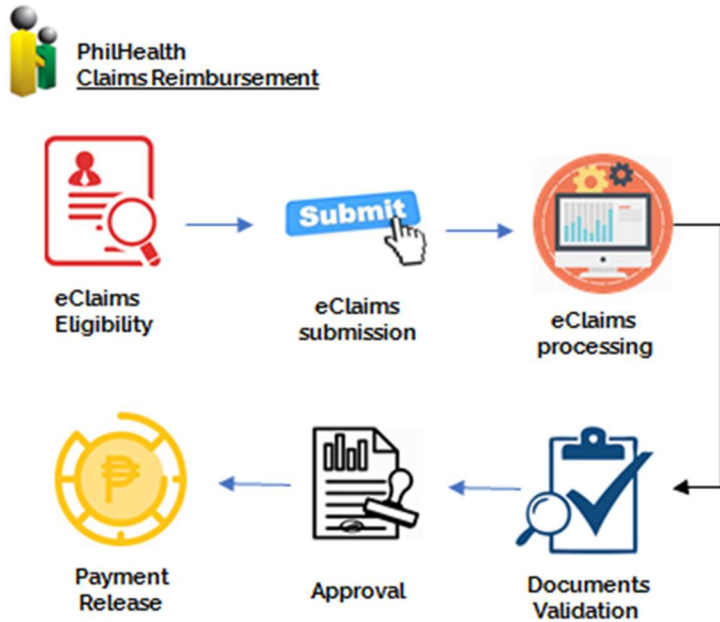 PhilHealth
Claims Reimbursement
Submit
eClaims
Eligibility
eClaims
submission
eClaims
processing
₱
Payment
Release
Approval
Documents
Validation